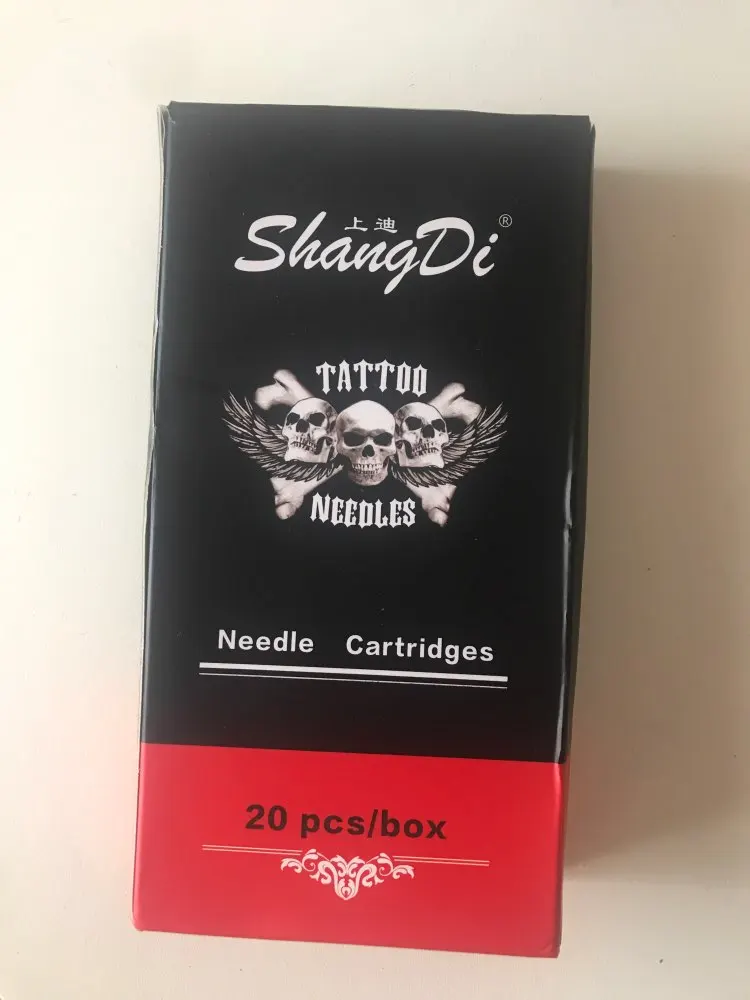 上迪
ShangDi®
TATTOO
NEEDLES
Needle Cartridges
20 pcs/box